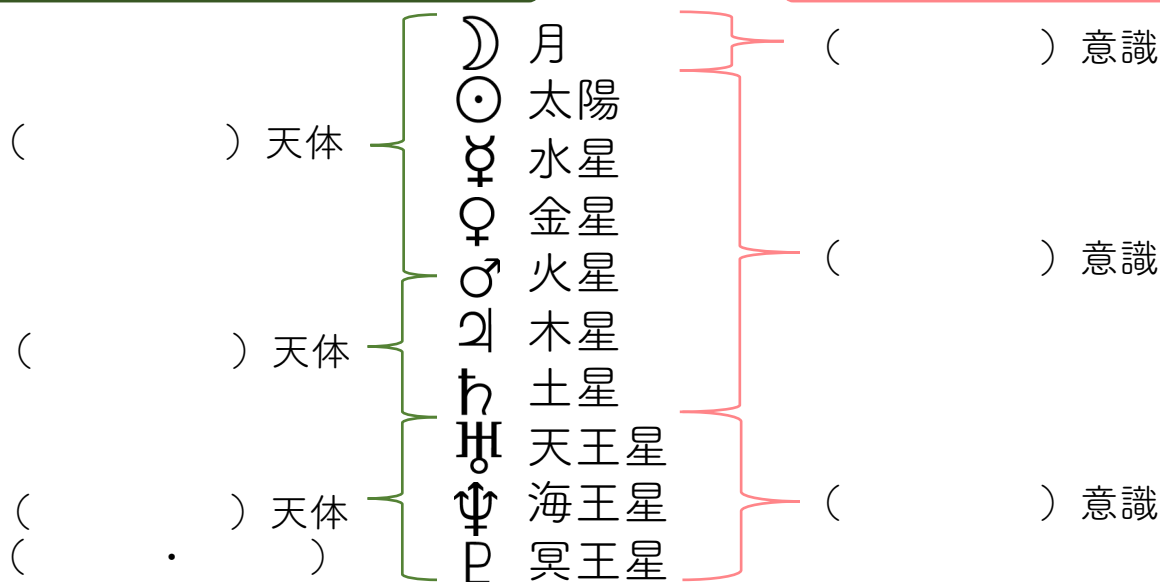 ☽ 月
☉ 太陽
☿ 水星
♀ 金星
♂ 火星
♃ 木星
♄ 土星
♅ 天王星
♆ 海王星
♇ 冥王星
(　　　　　) 天体
(　　　　　) 天体
(　　　　　) 天体
(　　　・　　　)
(　　　　　) 意識
(　　　　　) 意識
(　　　　　) 意識